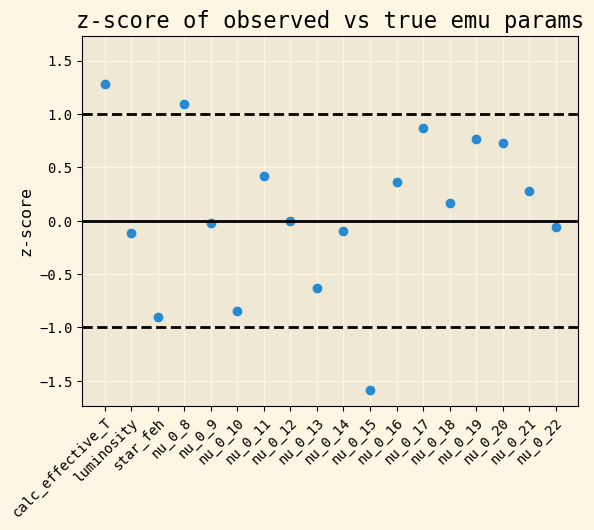 z-score of observed vs true emu params
z-score
1.5
1.0
0.5
0.0
−0.5
−1.0
−1.5
calc_effective_T
luminosity
star_feh
nu_0_8
nu_0_9
nu_0_10
nu_0_11
nu_0_12
nu_0_13
nu_0_14
nu_0_15
nu_0_16
nu_0_17
nu_0_18
nu_0_19
nu_0_20
nu_0_21
nu_0_22